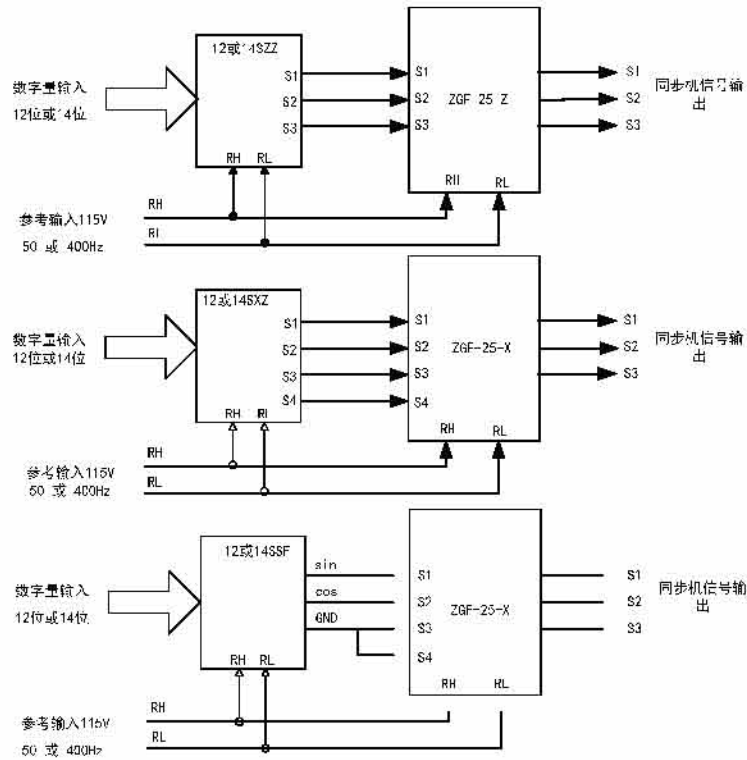 12或14SZZ
数字量输入
12位或14位
S1
S2
S3
RH RL
S1
S2
S3
ZGF 25 Z
RII RL
S1
S2
S3
同步机信号输
出
参考输入115V
50 或 400Hz
RH
RI
12或14SXZ
数字量输入
12位或14位
S1
S2
S3
S4
RH RI
S1
S2
S3
S4
ZGF-25-X
RH RL
S1
S2
S3
同步机信号输
出
参考输入115V
50 或 400Hz
RH
RL
12或14SSF
数字量输入
12位或14位
sin
cos
GND
RH RL
S1
S2
S3
S4
ZGF-25-X
RH RL
S1
S2
S3
同步机信号输
出
参考输入115V
50 或 400Hz
RH
RL